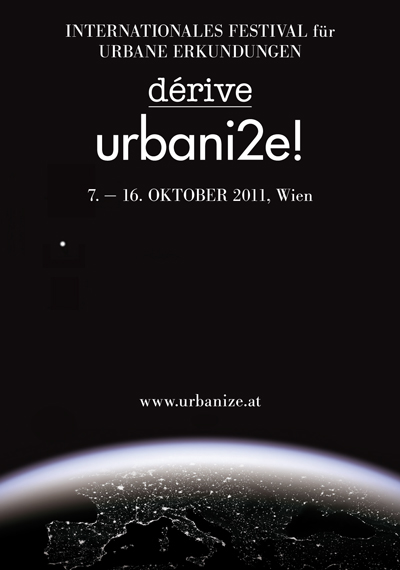 INTERNATIONALES FESTIVAL für
URBANE ERKUNDUNGEN
dérive
urbani2e!
7. – 16. OKTOBER 2011, Wien
www.urbanize.at